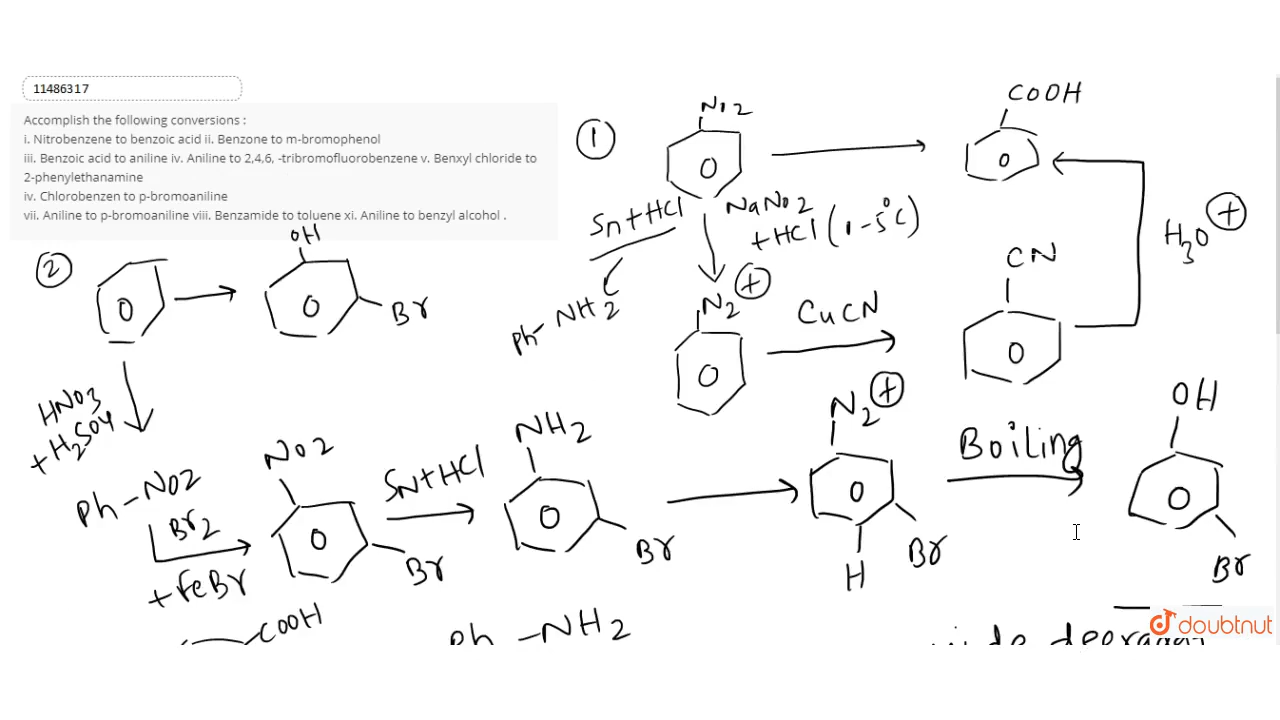 11486317
Accomplish the following conversions :
i. Nitrobenzene to benzoic acid ii. Benzone to m-bromophenol
iii. Benzoic acid to aniline iv. Aniline to 2,4,6, -tribromofluorobenzene v. Benxyl chloride to
2-phenylethanamine
iv. Chlorobenzen to p-bromoaniline
vii. Aniline to p-bromoaniline viii. Benzamide to toluene xi. Aniline to benzyl alcohol .
1
COOH
Sn+HCl
NaNO2
+HCl (1-5°C)
H3O +
Ph-NH2
N2 +
CuCN
CN
2
OH
Br
HNO3
+H2SO4
Ph-NO2
Br2
+FeBr
NO2
Br
Sn+HCl
NH2
Br
N2 +
Br
H
Boiling
OH
Br
COOH
Ph-NH2
doubtnut